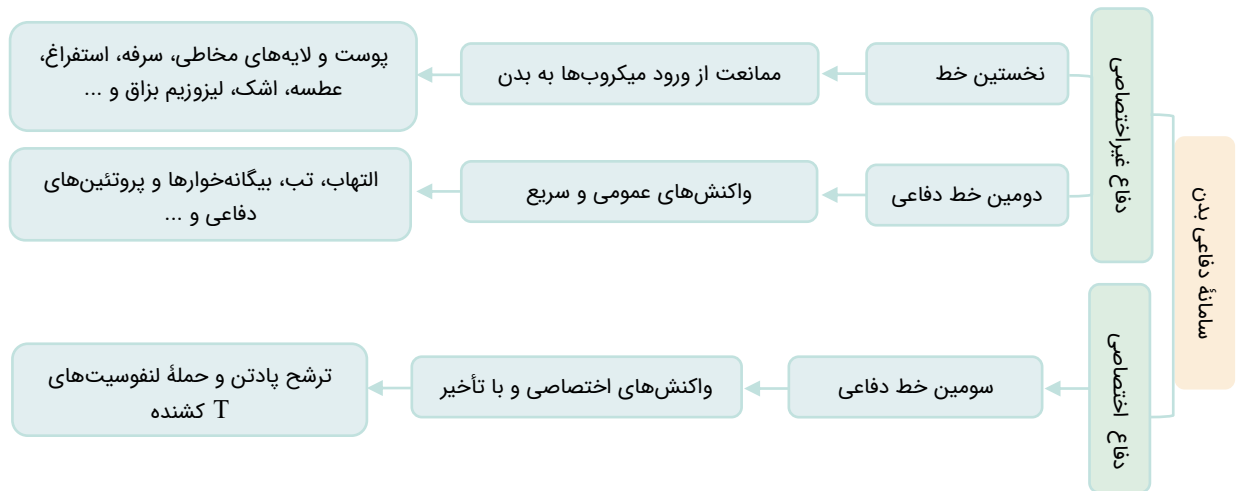 سامانهٔ دفاعی بدن
دفاع غیراختصاصی
نخستین خط
ممانعت از ورود میکروب‌ها به بدن
پوست و لایه‌های مخاطی، سرفه، استفراغ،
عطسه، اشک، لیزوزیم بزاق و ...
دومین خط دفاعی
واکنش‌های عمومی و سریع
التهاب، تب، بیگانه‌خوارها و پروتئین‌های
دفاعی و ...
دفاع اختصاصی
سومین خط دفاعی
واکنش‌های اختصاصی و با تأخیر
ترشح پادتن و حملهٔ لنفوسیت‌های
T کشنده